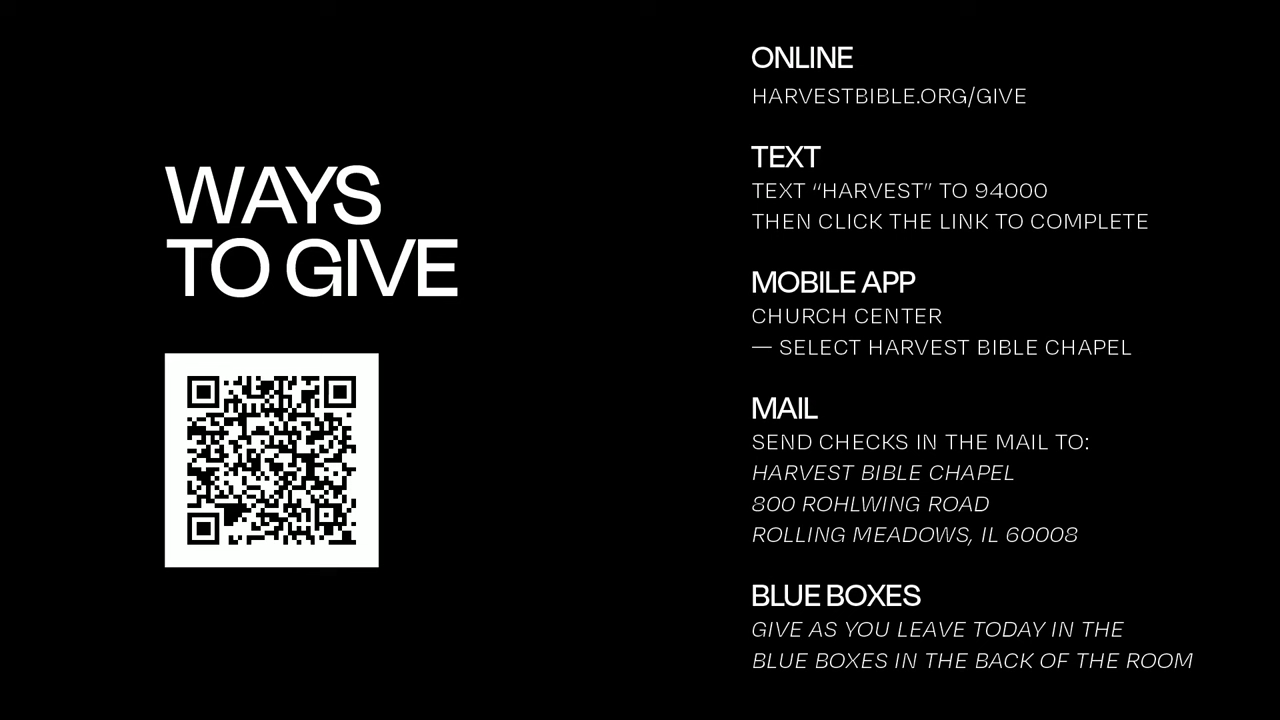 WAYS
TO GIVE
ONLINE
HARVESTBIBLE.ORG/GIVE
TEXT
TEXT “HARVEST” TO 94000
THEN CLICK THE LINK TO COMPLETE
MOBILE APP
CHURCH CENTER
— SELECT HARVEST BIBLE CHAPEL
MAIL
SEND CHECKS IN THE MAIL TO:
HARVEST BIBLE CHAPEL
800 ROHLWING ROAD
ROLLING MEADOWS, IL 60008
BLUE BOXES
GIVE AS YOU LEAVE TODAY IN THE
BLUE BOXES IN THE BACK OF THE ROOM